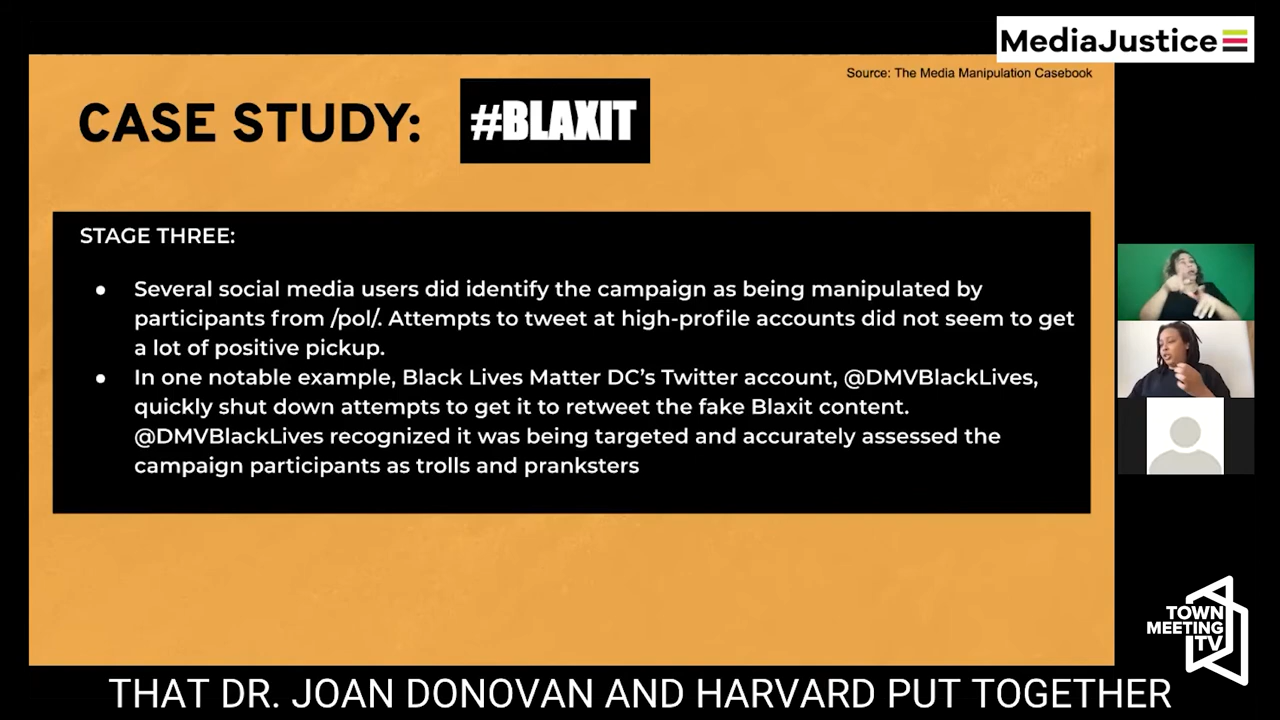 MediaJustice
Source: The Media Manipulation Casebook
CASE STUDY:
#BLAXIT
STAGE THREE:
● Several social media users did identify the campaign as being manipulated by
participants from /pol/. Attempts to tweet at high-profile accounts did not seem to get
a lot of positive pickup.
● In one notable example, Black Lives Matter DC’s Twitter account, @DMVBlackLives,
quickly shut down attempts to get it to retweet the fake Blaxit content.
@DMVBlackLives recognized it was being targeted and accurately assessed the
campaign participants as trolls and pranksters
TOWN
MEETING
TV
THAT DR. JOAN DONOVAN AND HARVARD PUT TOGETHER